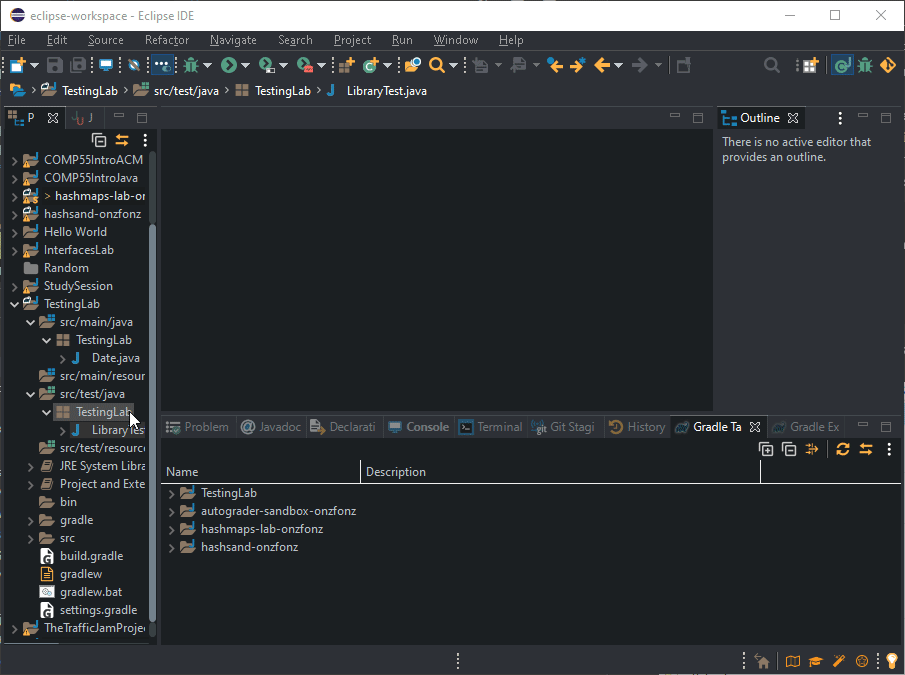 eclipse-workspace - Eclipse IDE
File Edit Source Refactor Navigate Search Project Run Window Help
TestingLab src/test/java TestingLab LibraryTest.java
P J
Outline
There is no active editor that
provides an outline.
COMP55IntroACM
COMP55IntroJava
> hashmaps-lab-or
hashsand-onzfonz
Hello World
InterfacesLab
Random
StudySession
TestingLab
src/main/java
TestingLab
Date.java
src/main/resour
src/test/java
TestingLab
LibraryTest
src/test/resource
JRE System Libra
Project and Exte
bin
gradle
src
build.gradle
gradlew
gradlew.bat
settings.gradle
TheTrafficJamProje
Problem Javadoc Declarati Console Terminal Git Stagi History Gradle Ta Gradle Ex
Name Description
TestingLab
autograder-sandbox-onzfonz
hashmaps-lab-onzfonz
hashsand-onzfonz